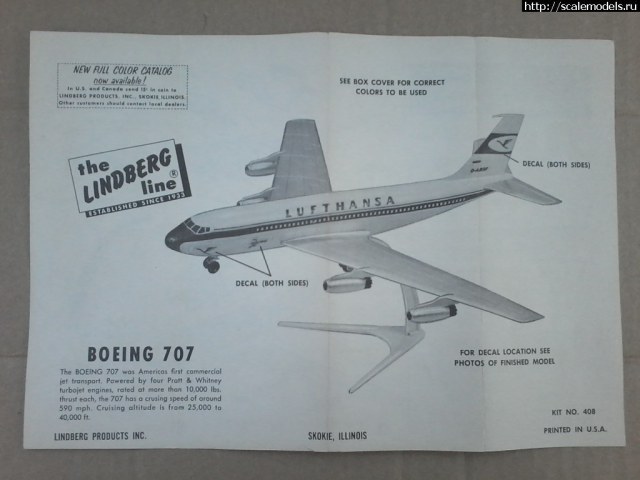 http://scalemodels.ru
NEW FULL COLOR CATALOG
now available!
In U.S. and Canada send 15¢ in coin to
LINDBERG PRODUCTS, INC., SKOKIE, ILLINOIS.
Other customers should contact local dealers.
SEE BOX COVER FOR CORRECT
COLORS TO BE USED
the
LINDBERG
line®
ESTABLISHED SINCE 1933
DECAL (BOTH SIDES)
LUFTHANSA
DECAL (BOTH SIDES)
BOEING 707
The BOEING 707 was Americas first commercial
jet transport. Powered by four Pratt & Whitney
turbojet engines, rated at more than 10,000 lbs.
thrust each, the 707 has a crusing speed of around
590 mph. Cruising altitude is from 25,000 to
40,000 ft.
FOR DECAL LOCATION SEE
PHOTOS OF FINISHED MODEL
KIT NO. 408
LINDBERG PRODUCTS INC.
SKOKIE, ILLINOIS
PRINTED IN U.S.A.